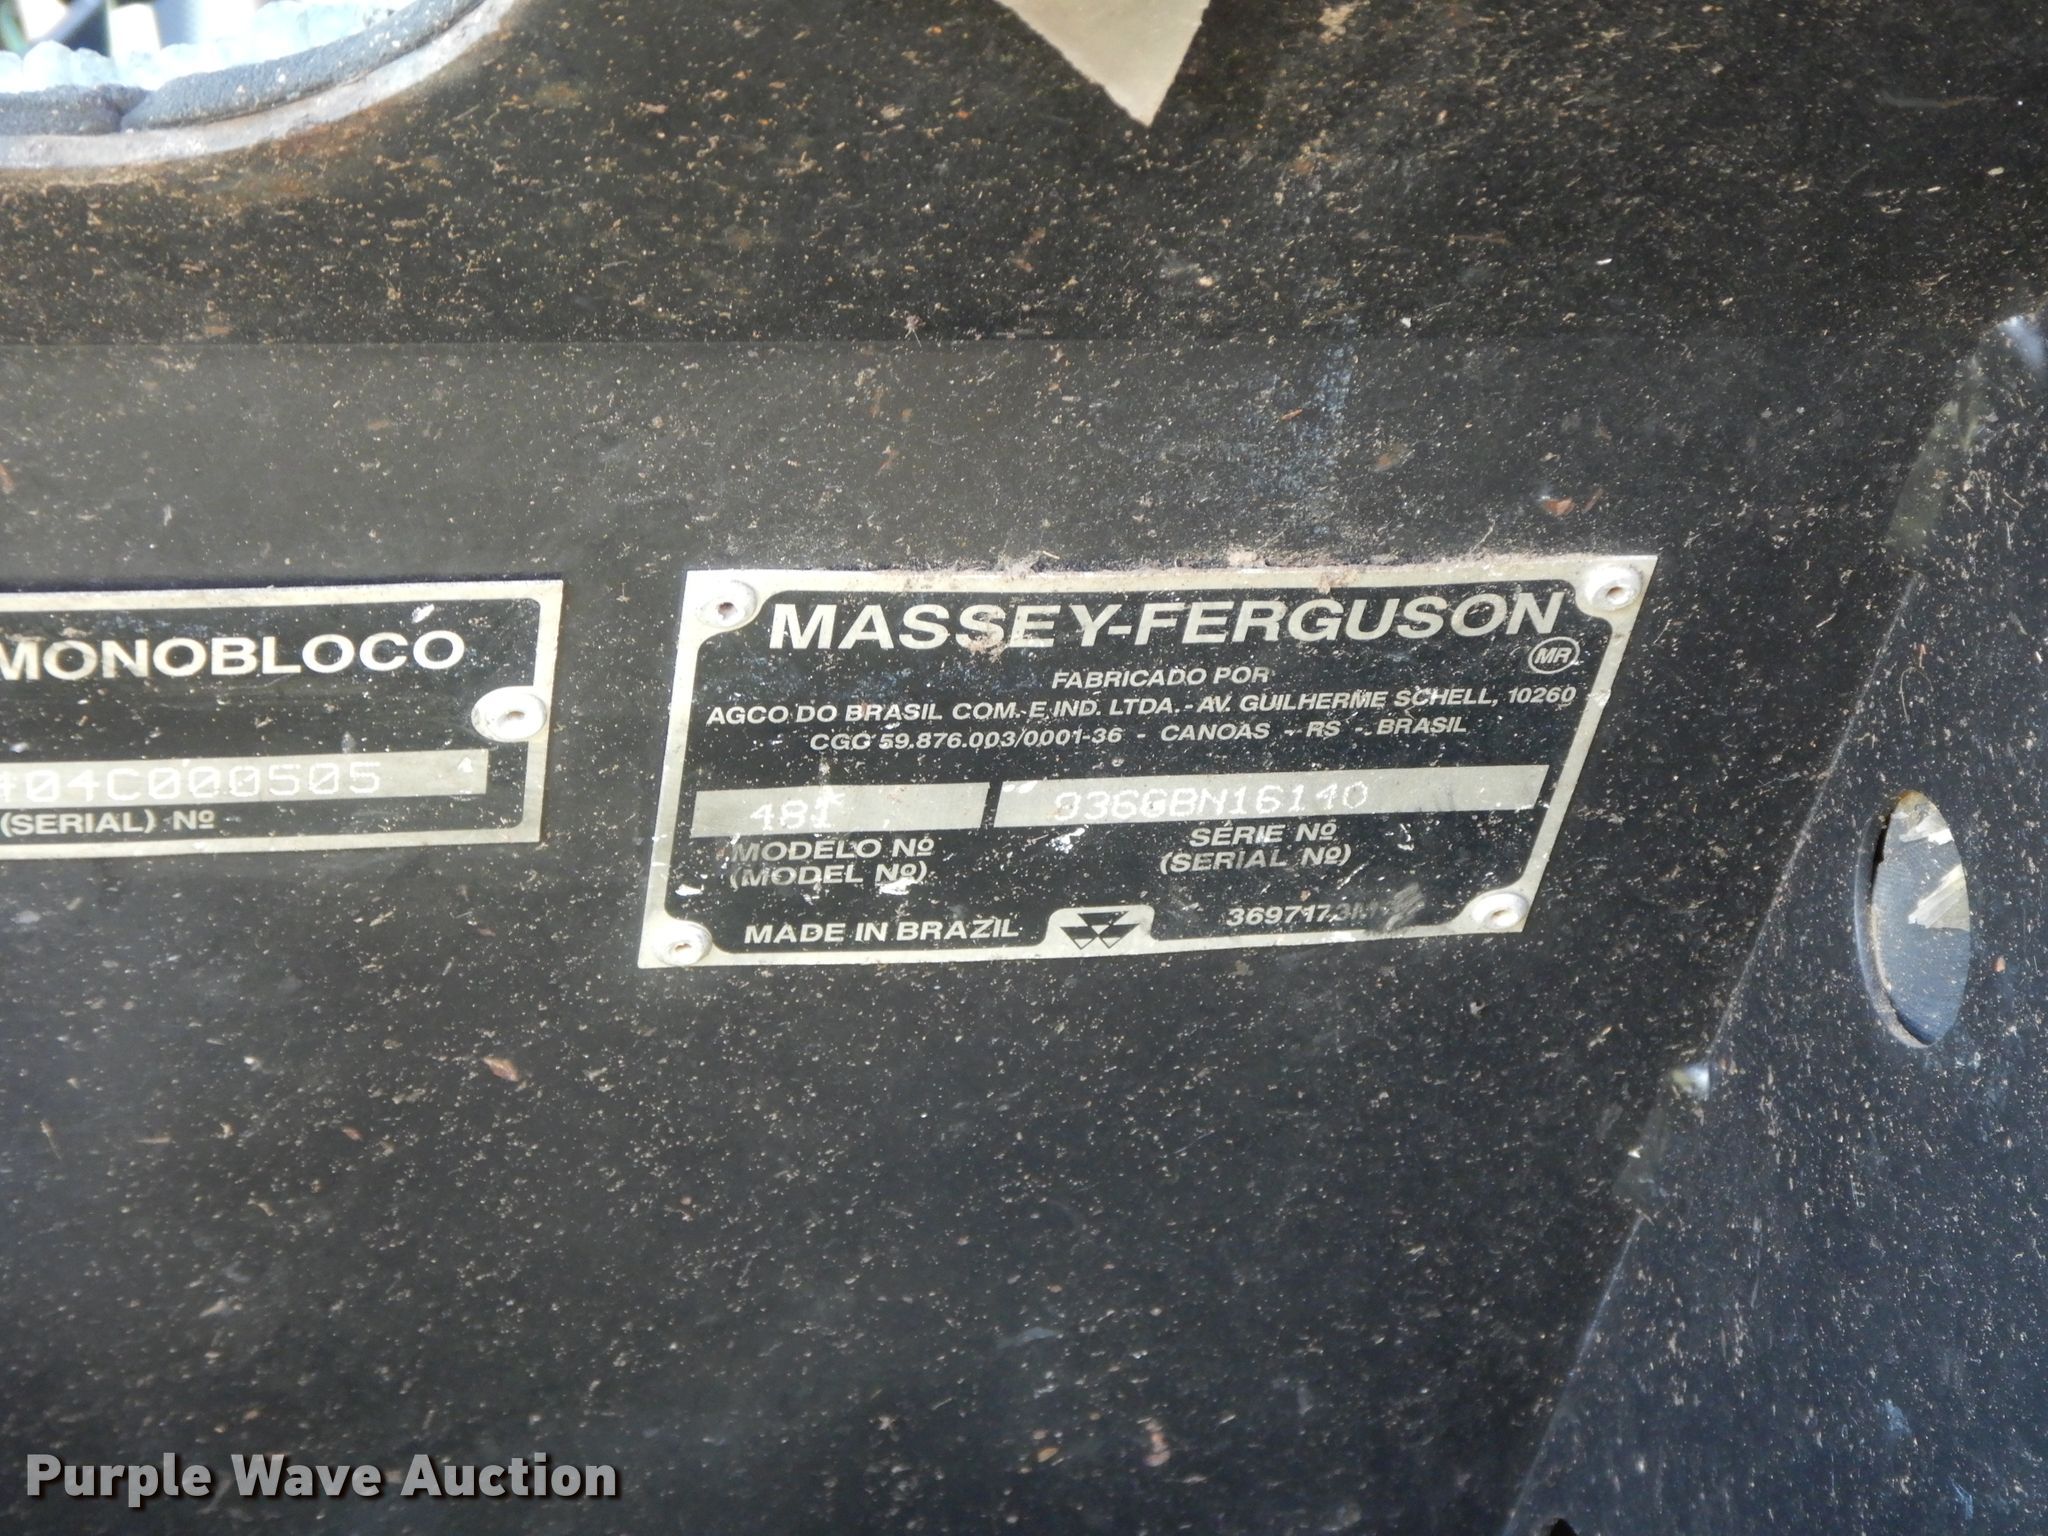 MONOBLOCO
04C000505
(SERIAL) Nº
MASSEY-FERGUSON
MR
FABRICADO POR
AGCO DO BRASIL COM. E IND. LTDA. - AV. GUILHERME SCHELL, 10260
CGC 59.876.003/0001-36 - CANOAS - RS - BRASIL
481 9366BN16140
MODELO Nº SÉRIE Nº
(MODEL Nº) (SERIAL Nº)
MADE IN BRAZIL
Purple Wave Auction